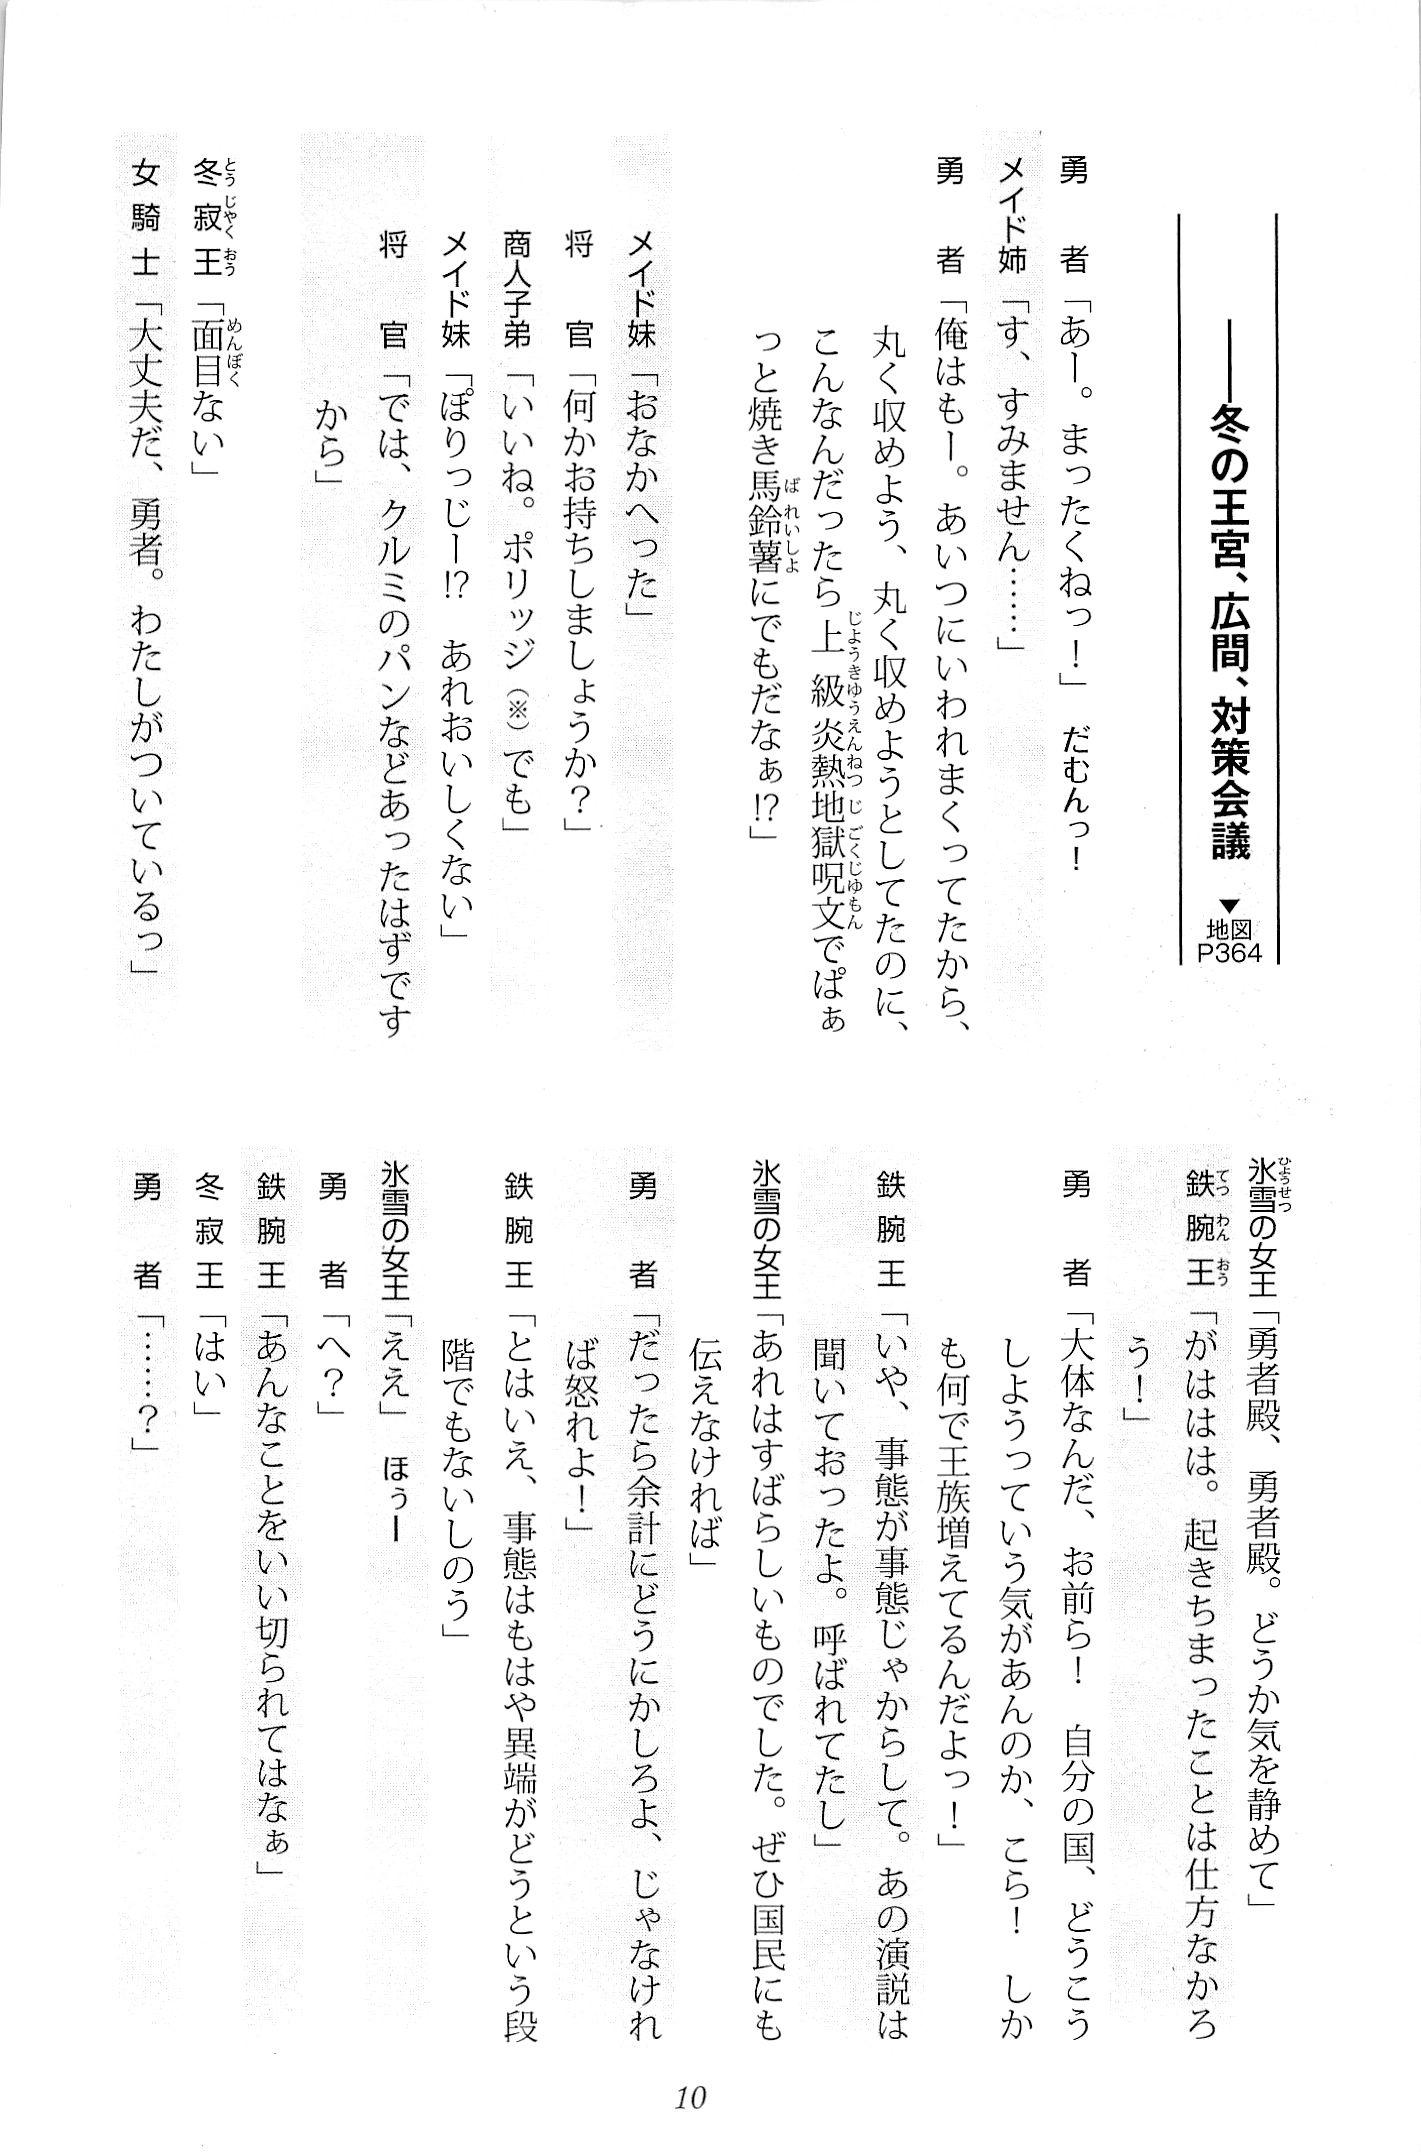 ――冬の王宮、広間、対策会議 ▼地図P364
勇者「あー。まったくねっ！」　だむんっ！
メイド姉「す、すみません……」
勇者「俺はもー。あいつにいわれまくってたから、
丸く収めよう、丸く収めようとしてたのに、
こんなんだったら上級炎熱地獄呪文でぱぁ
っと焼き馬鈴薯にでもだなぁ!?」
メイド妹「おなかへった」
将官「何かお持ちしましょうか？」
商人子弟「いいね。ポリッジ（※）でも」
メイド妹「ぽりっじー!?　あれおいしくない」
将官「では、クルミのパンなどあったはずです
から」
冬寂王「面目ない」
女騎士「大丈夫だ、勇者。わたしがついているっ」
氷雪の女王「勇者殿、勇者殿。どうか気を静めて」
鉄腕王「がははは。起きちまったことは仕方なかろ
う！」
勇者「大体なんだ、お前ら！　自分の国、どうこう
しようっていう気があんのか、こら！　しか
も何で王族増えてるんだよっ！」
鉄腕王「いや、事態が事態じゃからして。あの演説は
聞いておったよ。呼ばれてたし」
氷雪の女王「あれはすばらしいものでした。ぜひ国民にも
伝えなければ」
勇者「だったら余計にどうにかしろよ、じゃなけれ
ば怒れよ！」
鉄腕王「とはいえ、事態はもはや異端がどうという段
階でもないしのう」
氷雪の女王「ええ」　ほぅー
勇者「へ？」
鉄腕王「あんなことをいい切られてはなぁ」
冬寂王「はい」
勇者「……？」
10